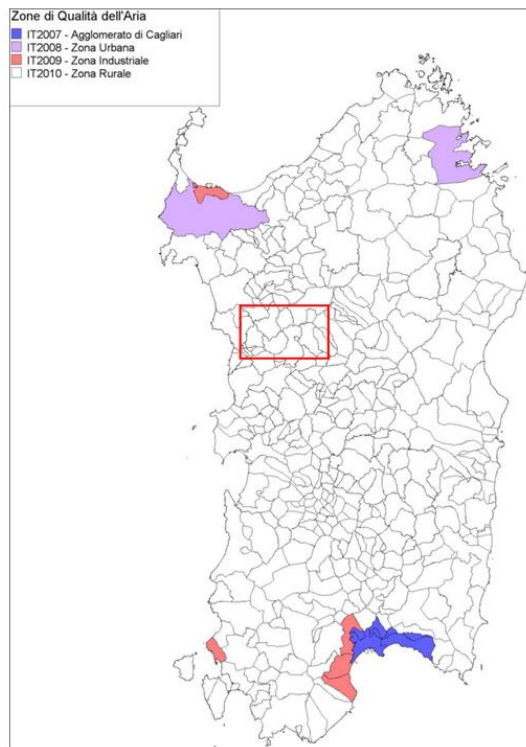 Zone di Qualità dell'Aria
IT2007 - Agglomerato di Cagliari
IT2008 - Zona Urbana
IT2009 - Zona Industriale
IT2010 - Zona Rurale